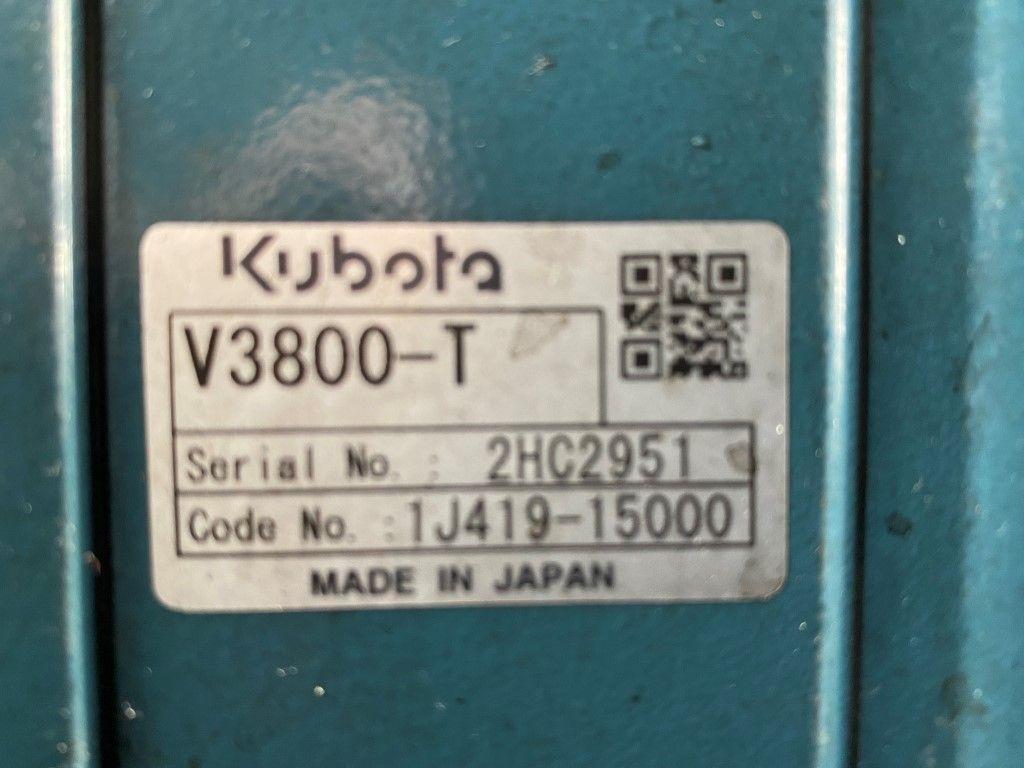 Kubota
V3800-T
Serial No. : 2HC2951
Code No. :1J419-15000
MADE IN JAPAN